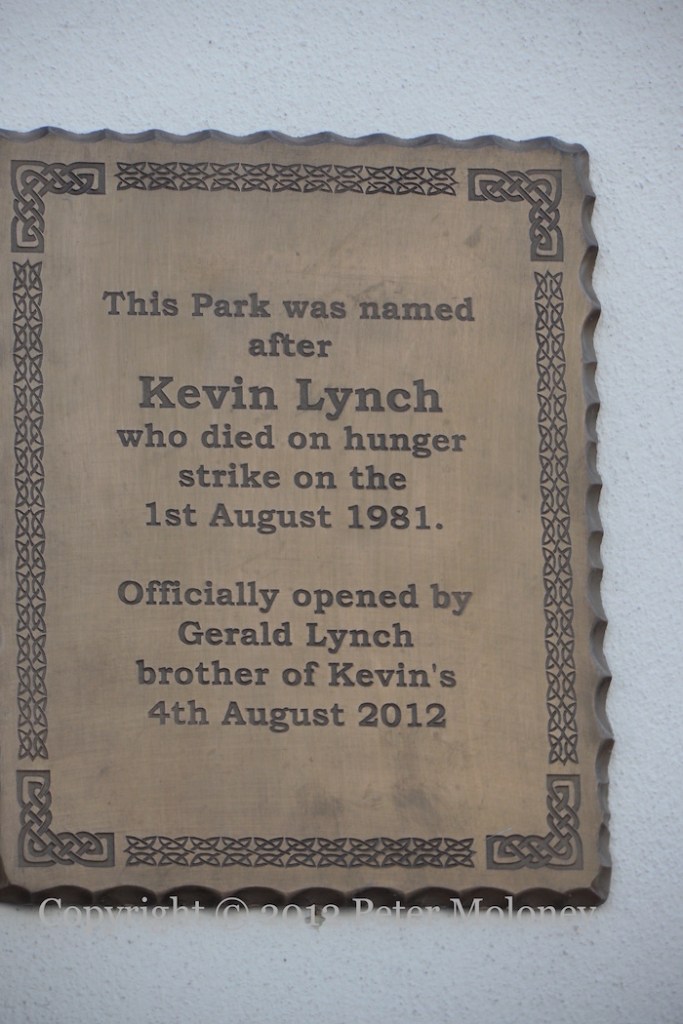 This Park was named
after
Kevin Lynch
who died on hunger
strike on the
1st August 1981.
Officially opened by
Gerald Lynch
brother of Kevin's
4th August 2012
Copyright © 2013 Peter Moloney